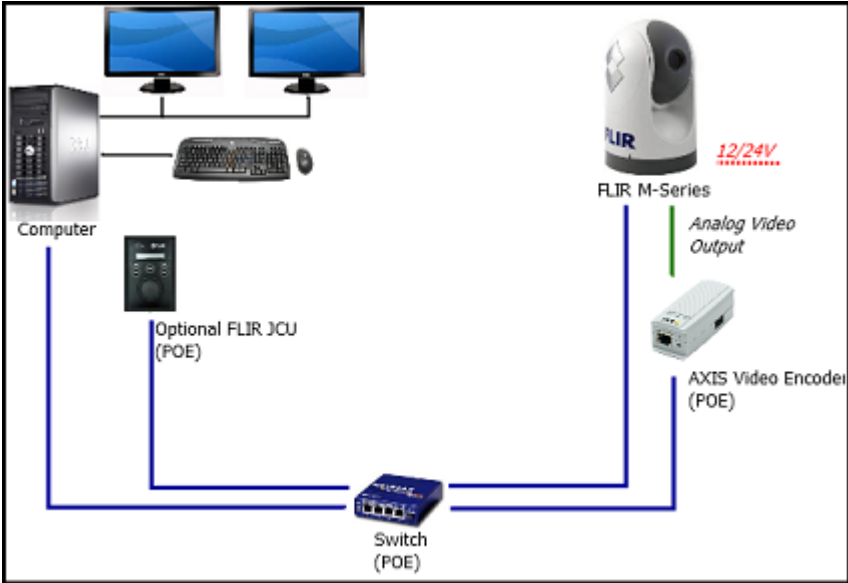 FLIR
12/24V
FLIR M-Series
Computer
Analog Video
Output
Optional FLIR JCU
(POE)
AXIS Video Encoder
(POE)
NETGEAR
Switch
(POE)